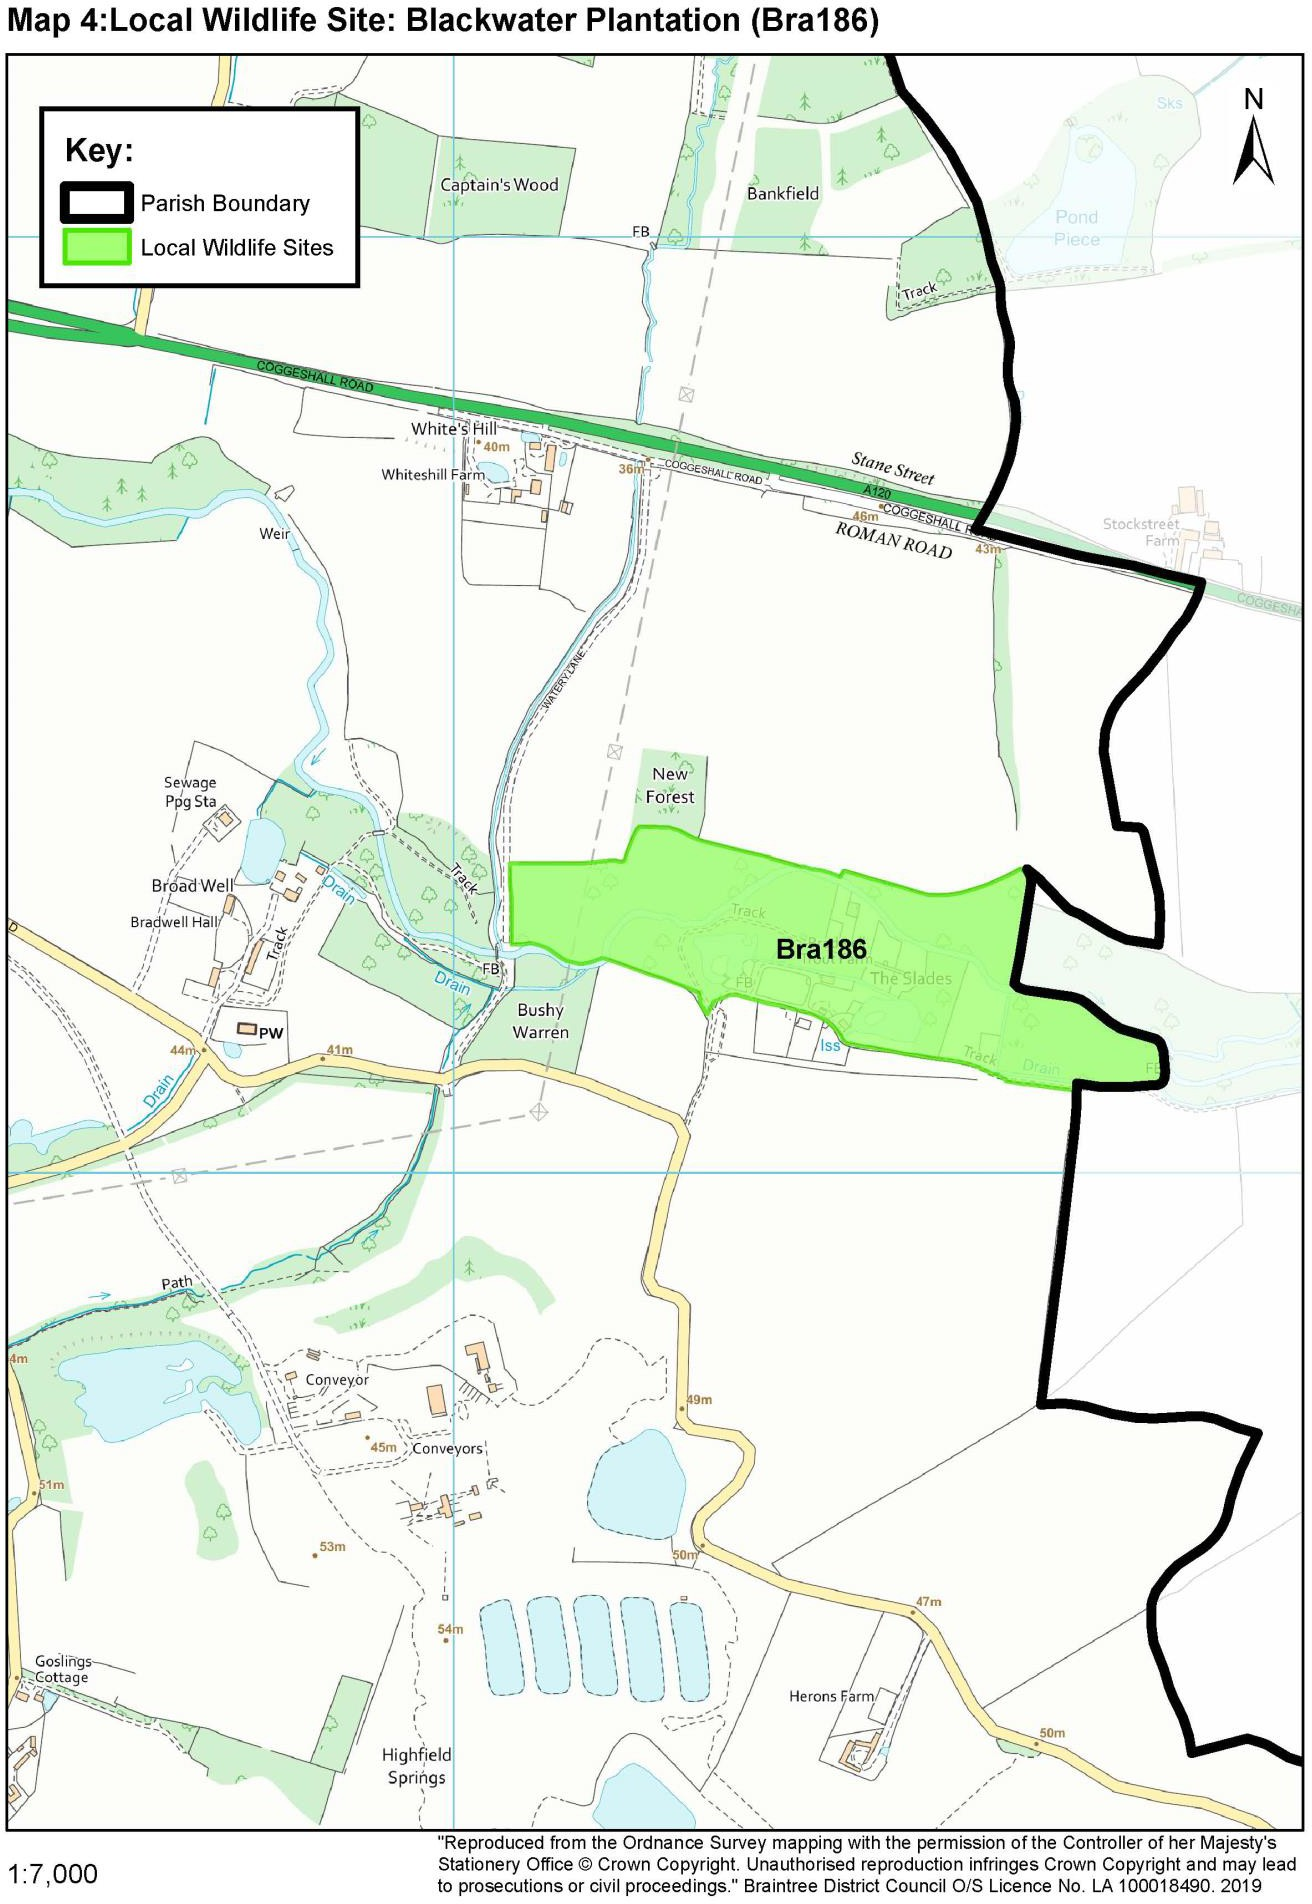 Map 4:Local Wildlife Site: Blackwater Plantation (Bra186)
Key:
Parish Boundary
Local Wildlife Sites
N
Sks
Captain's Wood
Bankfield
Pond
Piece
FB
Track
COGGESHALL ROAD
White's Hill
40m
Whiteshill Farm
36m
COGGESHALL ROAD
Stane Street
A120
46m
COGGESHALL ROAD
ROMAN ROAD
43m
Stockstreet
Farm
COGGESHA
Weir
WATERY LANE
Sewage
Ppg Sta
New
Forest
Track
Broad Well
Drain
Bradwell Hall
Track
Track
Bra186
The Slades
FB
Drain
FB
Bushy
Warren
PW
Iss
44m
41m
Track
Drain
FB
Drain
Path
4m
Conveyor
49m
45m
Conveyors
51m
53m
50m
47m
54m
Goslings
Cottage
Herons Farm
50m
Highfield
Springs
1:7,000
"Reproduced from the Ordnance Survey mapping with the permission of the Controller of her Majesty's
Stationery Office © Crown Copyright. Unauthorised reproduction infringes Crown Copyright and may lead
to prosecutions or civil proceedings." Braintree District Council O/S Licence No. LA 100018490. 2019